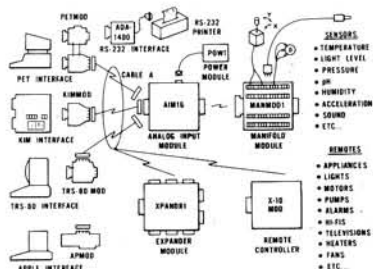 PETMOD
ADA-
1400
RS-232
PRINTER
RS-232 INTERFACE
POW1
POWER
MODULE
PET INTERFACE
CABLE A
KIMMOD
KIM INTERFACE
AIM16
ANALOG INPUT
MODULE
MANMOD1
MANIFOLD
MODULE
TRS-80 MOD
TRS-80 INTERFACE
XPANDR1
EXPANDER
MODULE
X-10
MOD
REMOTE
CONTROLLER
APMOD
APPLE INTERFACE
SENSORS
• TEMPERATURE
• LIGHT LEVEL
• PRESSURE
• pH
• HUMIDITY
• ACCELERATION
• SOUND
• ETC..
REMOTES
• APPLIANCES
• LIGHTS
• MOTORS
• PUMPS
• ALARMS
• HI-FIS
• TELEVISIONS
• HEATERS
• FANS
• ETC